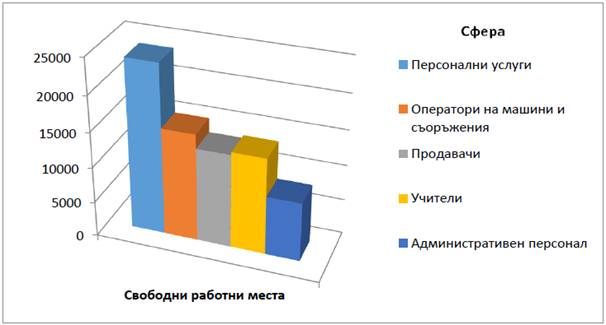 Сфера
25000
20000
15000
10000
5000
0
Персонални услуги
Оператори на машини и
съоръжения
Продавачи
Учители
Административен персонал
Свободни работни места